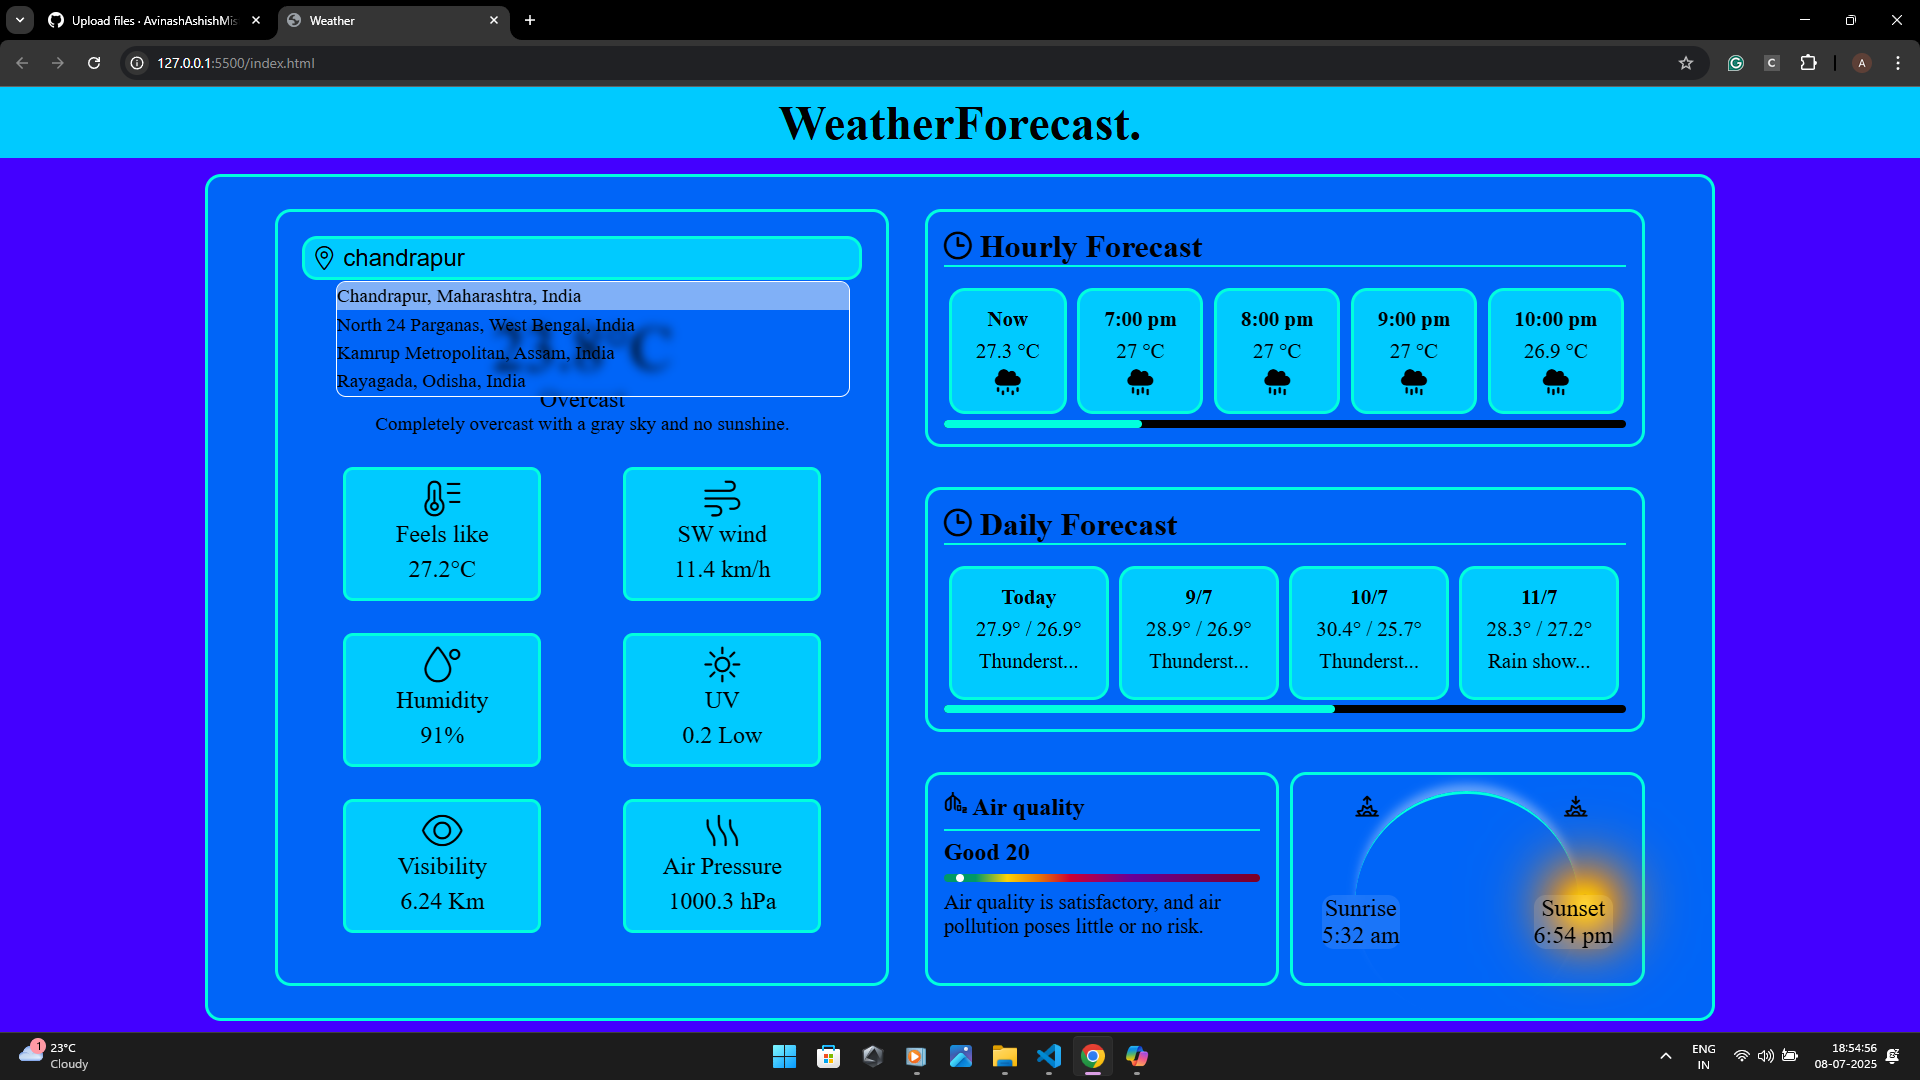 Upload files · AvinashAshishMis
Weather
127.0.0.1:5500/index.html
C
A
WeatherForecast.
chandrapur
Chandrapur, Maharashtra, India
North 24 Parganas, West Bengal, India
Kamrup Metropolitan, Assam, India
Rayagada, Odisha, India
23.8°C
Overcast
Completely overcast with a gray sky and no sunshine.
Feels like
27.2°C
SW wind
11.4 km/h
Humidity
91%
UV
0.2 Low
Visibility
6.24 Km
Air Pressure
1000.3 hPa
Hourly Forecast
Now
27.3 °C
7:00 pm
27 °C
8:00 pm
27 °C
9:00 pm
27 °C
10:00 pm
26.9 °C
Daily Forecast
Today
27.9° / 26.9°
Thunderst...
9/7
28.9° / 26.9°
Thunderst...
10/7
30.4° / 25.7°
Thunderst...
11/7
28.3° / 27.2°
Rain show...
Air quality
Good 20
Air quality is satisfactory, and air
pollution poses little or no risk.
Sunrise
5:32 am
Sunset
6:54 pm
1
23°C
Cloudy
ENG
IN
18:54:56
08-07-2025